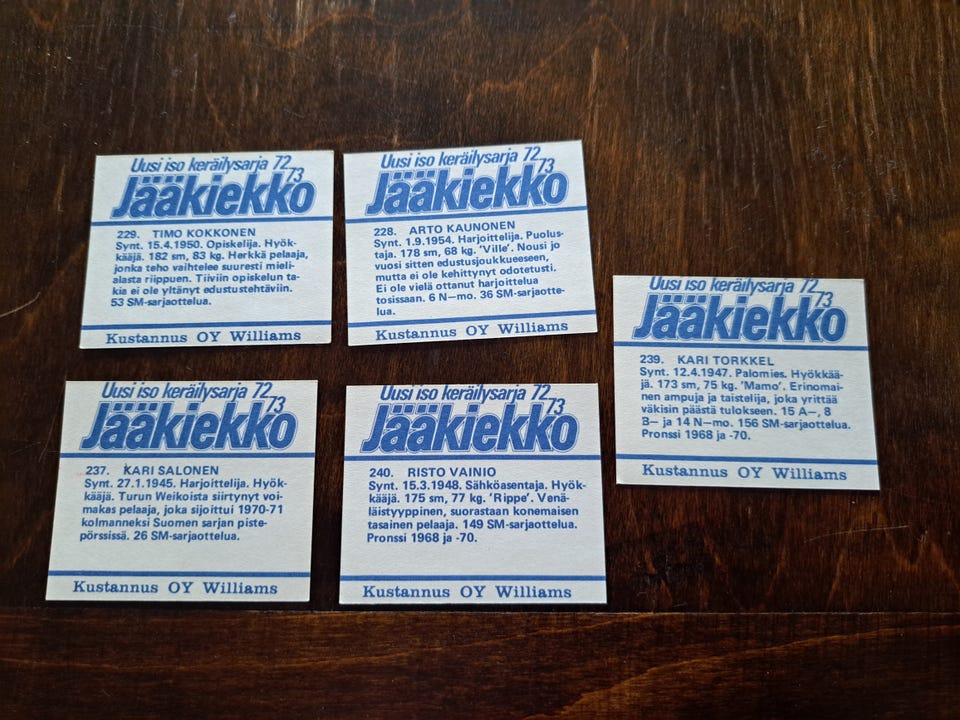 Uusi iso keräilysarja 72
73
Jääkiekko
229. TIMO KOKKONEN
Synt. 15.4.1950. Opiskelija. Hyök-
kääjä. 182 sm, 83 kg. Herkkä pelaaja,
jonka teho vaihtelee suuresti mieli-
alasta riippuen. Tiiviin opiskelun ta-
kia ei ole yltänyt edustustehtäviin.
53 SM-sarjaottelua.
Kustannus OY Williams
Uusi iso keräilysarja 72
73
Jääkiekko
228. ARTO KAUNONEN
Synt. 1.9.1954. Harjoittelija. Puolus-
taja. 178 sm, 68 kg. 'Ville'. Nousi jo
vuosi sitten edustusjoukkueeseen,
mutta ei ole kehittynyt odotetusti.
Ei ole vielä ottanut harjoittelua
tosissaan. 6 N—mo. 36 SM-sarjaotte-
lua.
Kustannus OY Williams
Uusi iso keräilysarja 72
73
Jääkiekko
239. KARI TORKKEL
Synt. 12.4.1947. Palomies. Hyökkää-
jä. 173 sm, 75 kg. 'Mamo'. Erinomai-
nen ampuja ja taistelija, joka yrittää
väkisin päästä tulokseen. 15 A—, 8
B— ja 14 N—mo. 156 SM-sarjaottelua.
Pronssi 1968 ja -70.
Kustannus OY Williams
Uusi iso keräilysarja 72
73
Jääkiekko
237. KARI SALONEN
Synt. 27.1.1945. Harjoittelija. Hyök-
kääjä. Turun Weikoista siirtynyt voi-
makas pelaaja, joka sijoittui 1970-71
kolmanneksi Suomen sarjan piste-
pörssissä. 26 SM-sarjaottelua.
Kustannus OY Williams
Uusi iso keräilysarja 72
73
Jääkiekko
240. RISTO VAINIO
Synt. 15.3.1948. Sähköasentaja. Hyök-
kääjä. 175 sm, 77 kg. 'Rippe'. Venä-
läistyyppinen, suorastaan konemaisen
tasainen pelaaja. 149 SM-sarjaottelua.
Pronssi 1968 ja -70.
Kustannus OY Williams